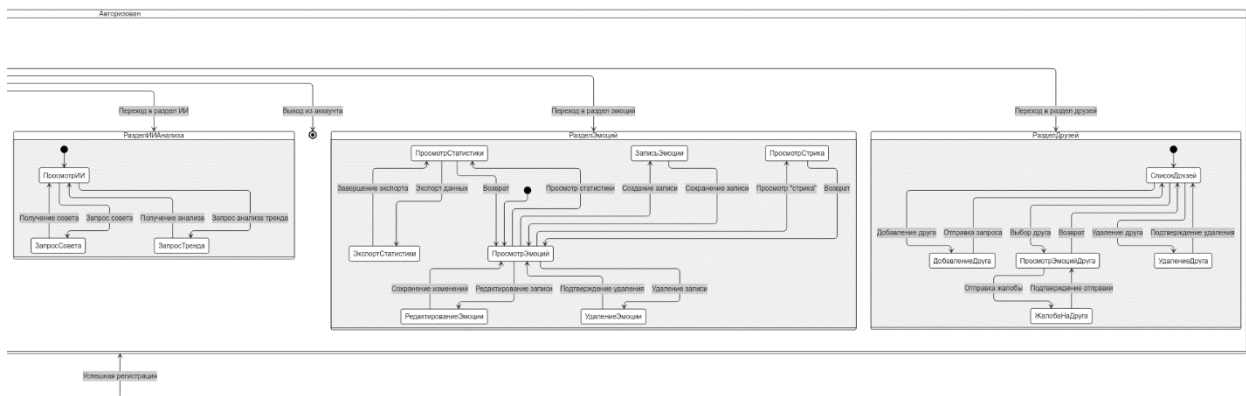 Авторизован
Переход в раздел ИИ
Выход из аккаунта
Переход в раздел эмоций
Переход в раздел друзей
РазделИИАнализа
ПросмотрИИ
Получение совета
Запрос совета
Получение анализа
Запрос анализа тренда
ЗапросСовета
ЗапросТренда
РазделЭмоций
ПросмотрСтатистики
ЗаписьЭмоции
ПросмотрСтрика
Завершение экспорта
Экспорт данных
Возврат
Просмотр статистики
Создание записи
Сохранение записи
Просмотр "стрика"
Возврат
ЭкспортСтатистики
ПросмотрЭмоций
Сохранение изменений
Редактирование записи
Подтверждение удаления
Удаление записи
РедактированиеЭмоции
УдалениеЭмоции
РазделДрузей
СписокДрузей
Добавление друга
Отправка запроса
Выбор друга
Возврат
Удаление друга
Подтверждение удаления
ДобавлениеДруга
ПросмотрЭмоцийДруга
УдалениеДруга
Отправка жалобы
Подтверждение отправки
ЖалобаНаДруга
Успешная регистрация